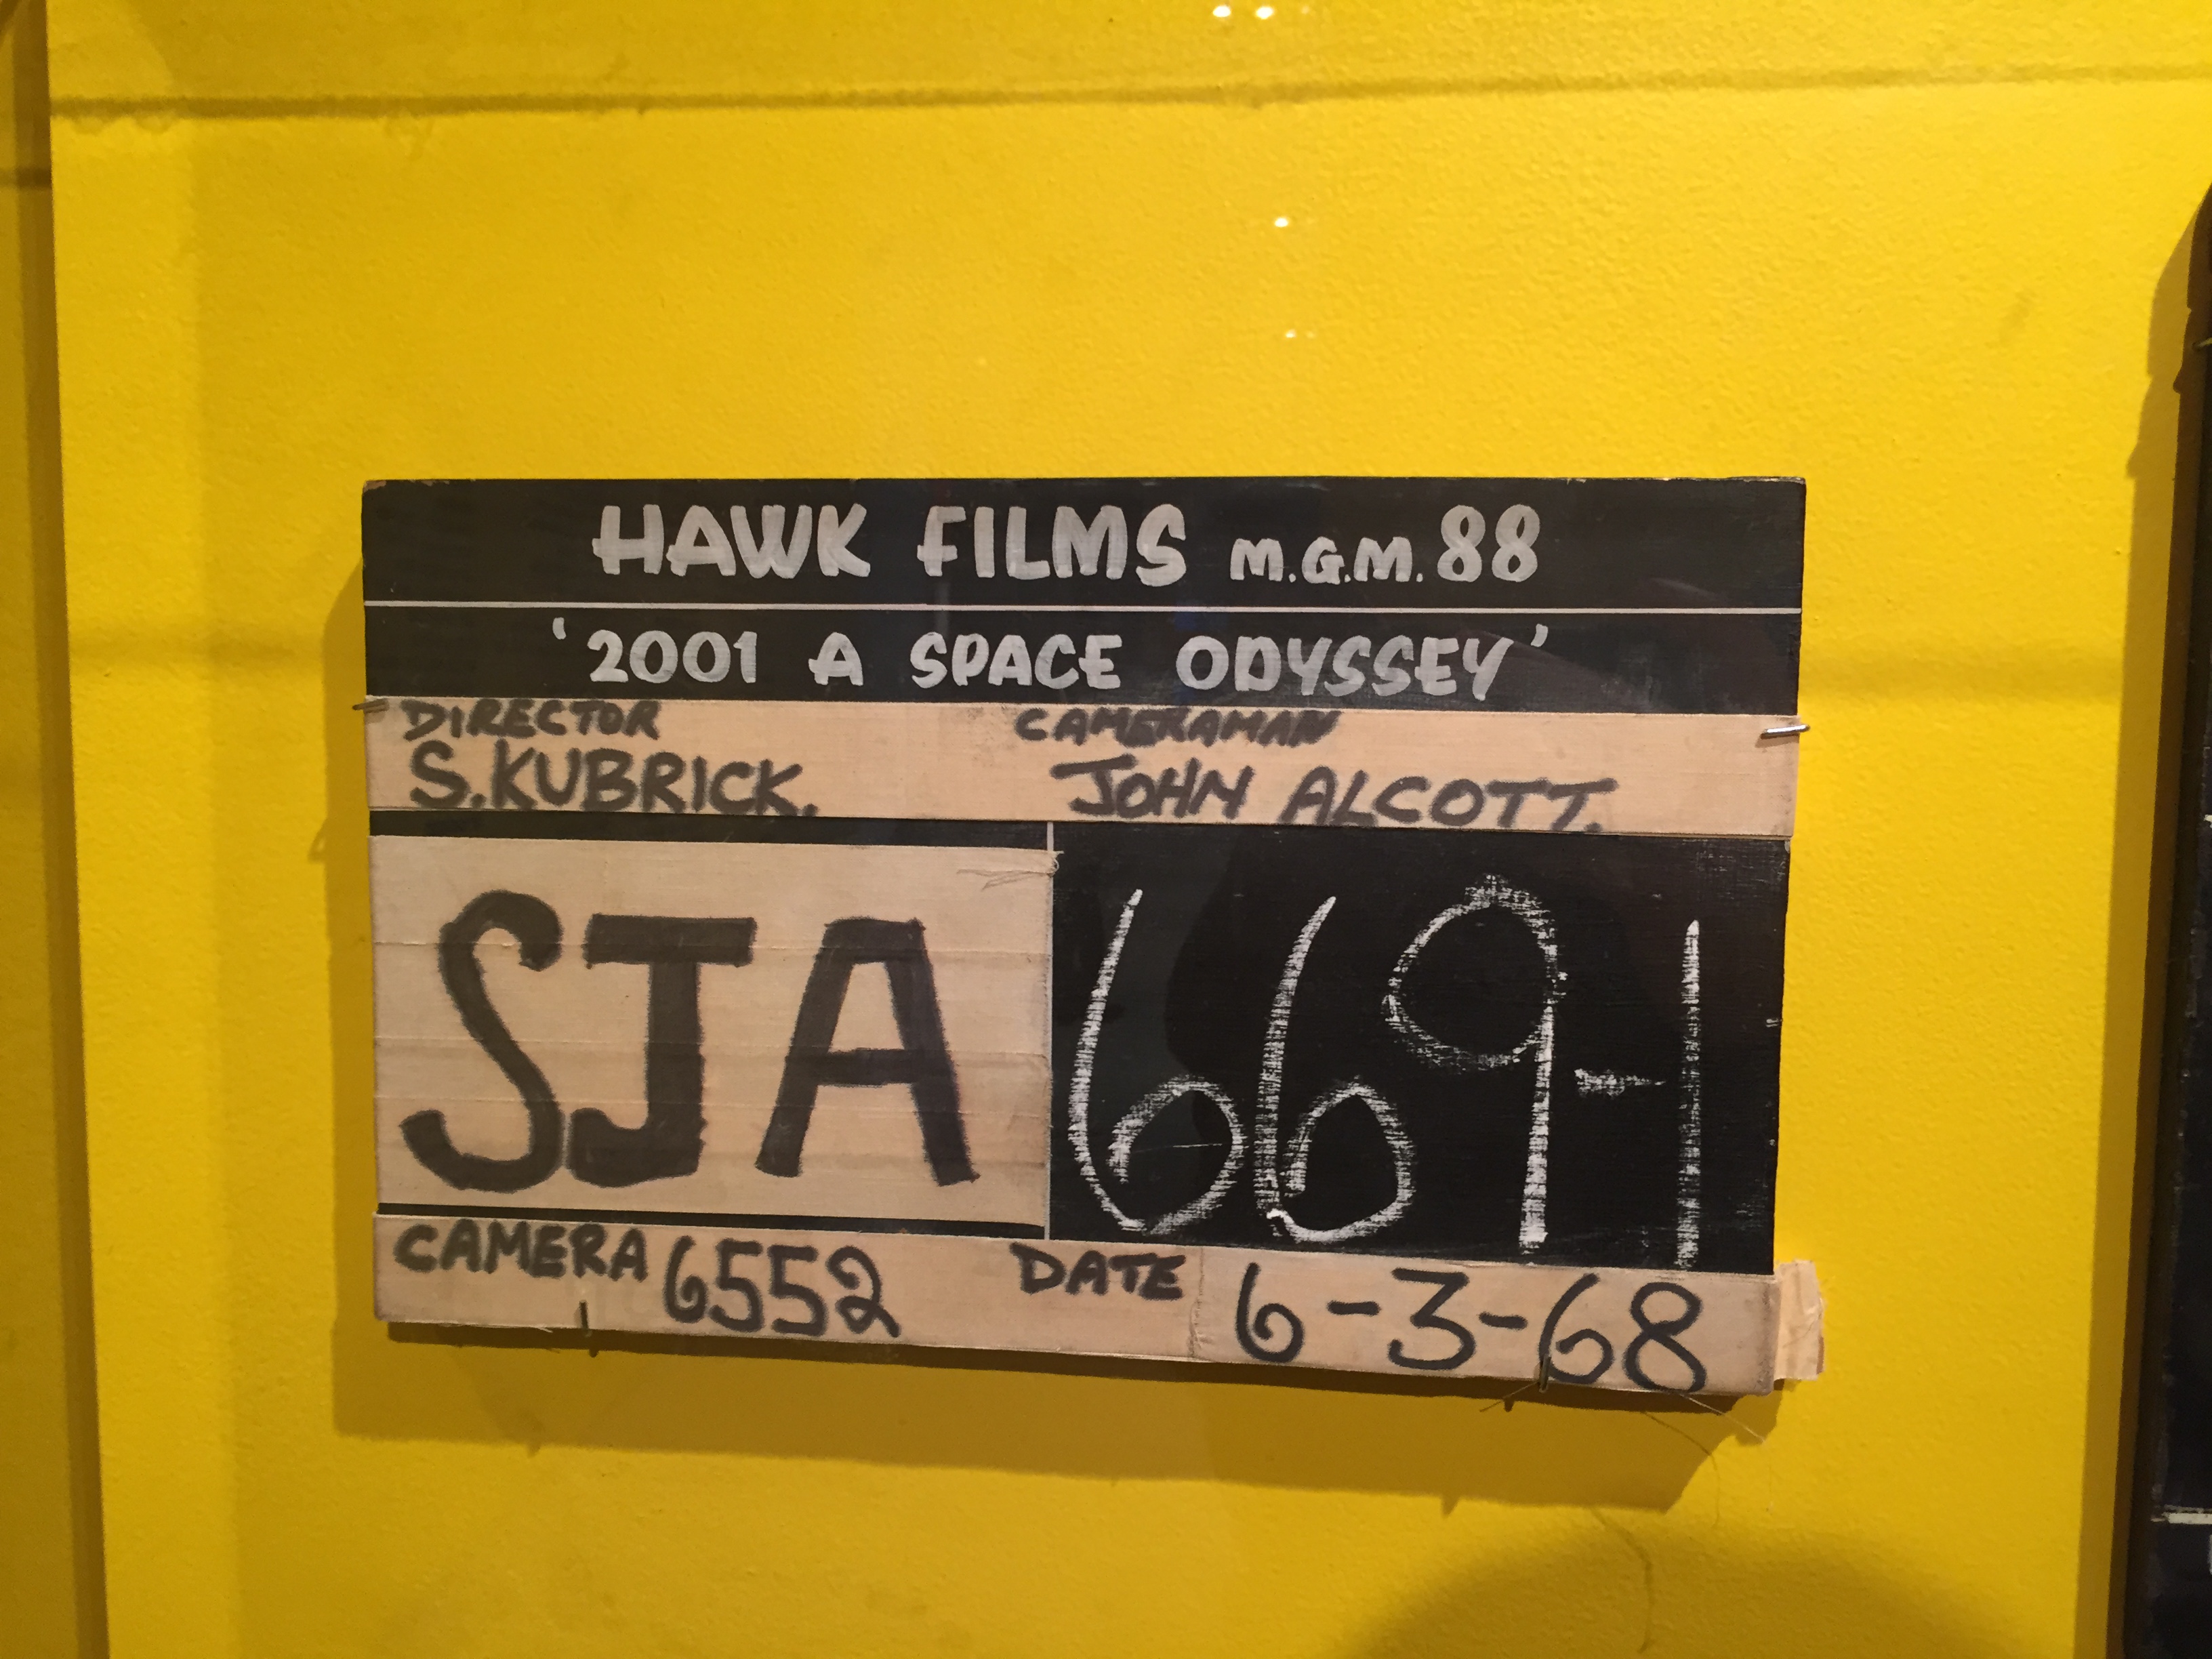 HAWK FILMS M.G.M. 88
'2001 A SPACE ODYSSEY'
DIRECTOR CAMERAMAN
S.KUBRICK. JOHN ALCOTT.
SJA 669-1
CAMERA 6552 DATE 6-3-68